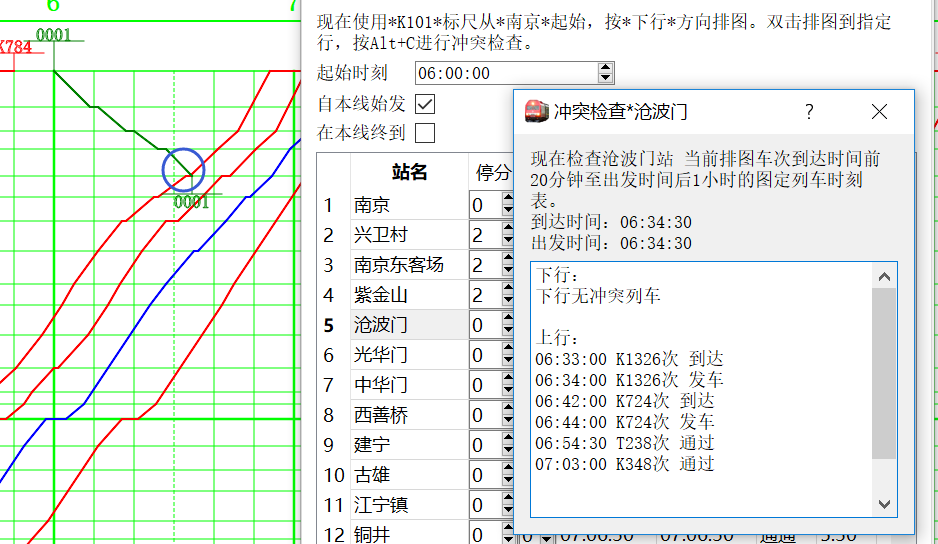 6
7
0001
K784
0001
现在使用*K101*标尺从*南京*起始，按*下行*方向排图。双击排图到指定
行，按Alt+C进行冲突检查。
起始时刻 06:00:00
自本线始发
在本线终到
站名 停分
1 南京 0
2 兴卫村 2
3 南京东客场 2
4 紫金山 2
5 沧波门 0
6 光华门 0
7 中华门 0
8 西善桥 0
9 建宁 0
10 古雄 0
11 江宁镇 0
12 铜井 0 0 07:06:30 07:06:30 通通 3:30
冲突检查*沧波门 ?
现在检查沧波门站 当前排图车次到达时间前
20分钟至出发时间后1小时的图定列车时刻
表。
到达时间：06:34:30
出发时间：06:34:30
下行：
下行无冲突列车
上行：
06:33:00 K1326次 到达
06:34:00 K1326次 发车
06:42:00 K724次 到达
06:44:00 K724次 发车
06:54:30 T238次 通过
07:03:00 K348次 通过